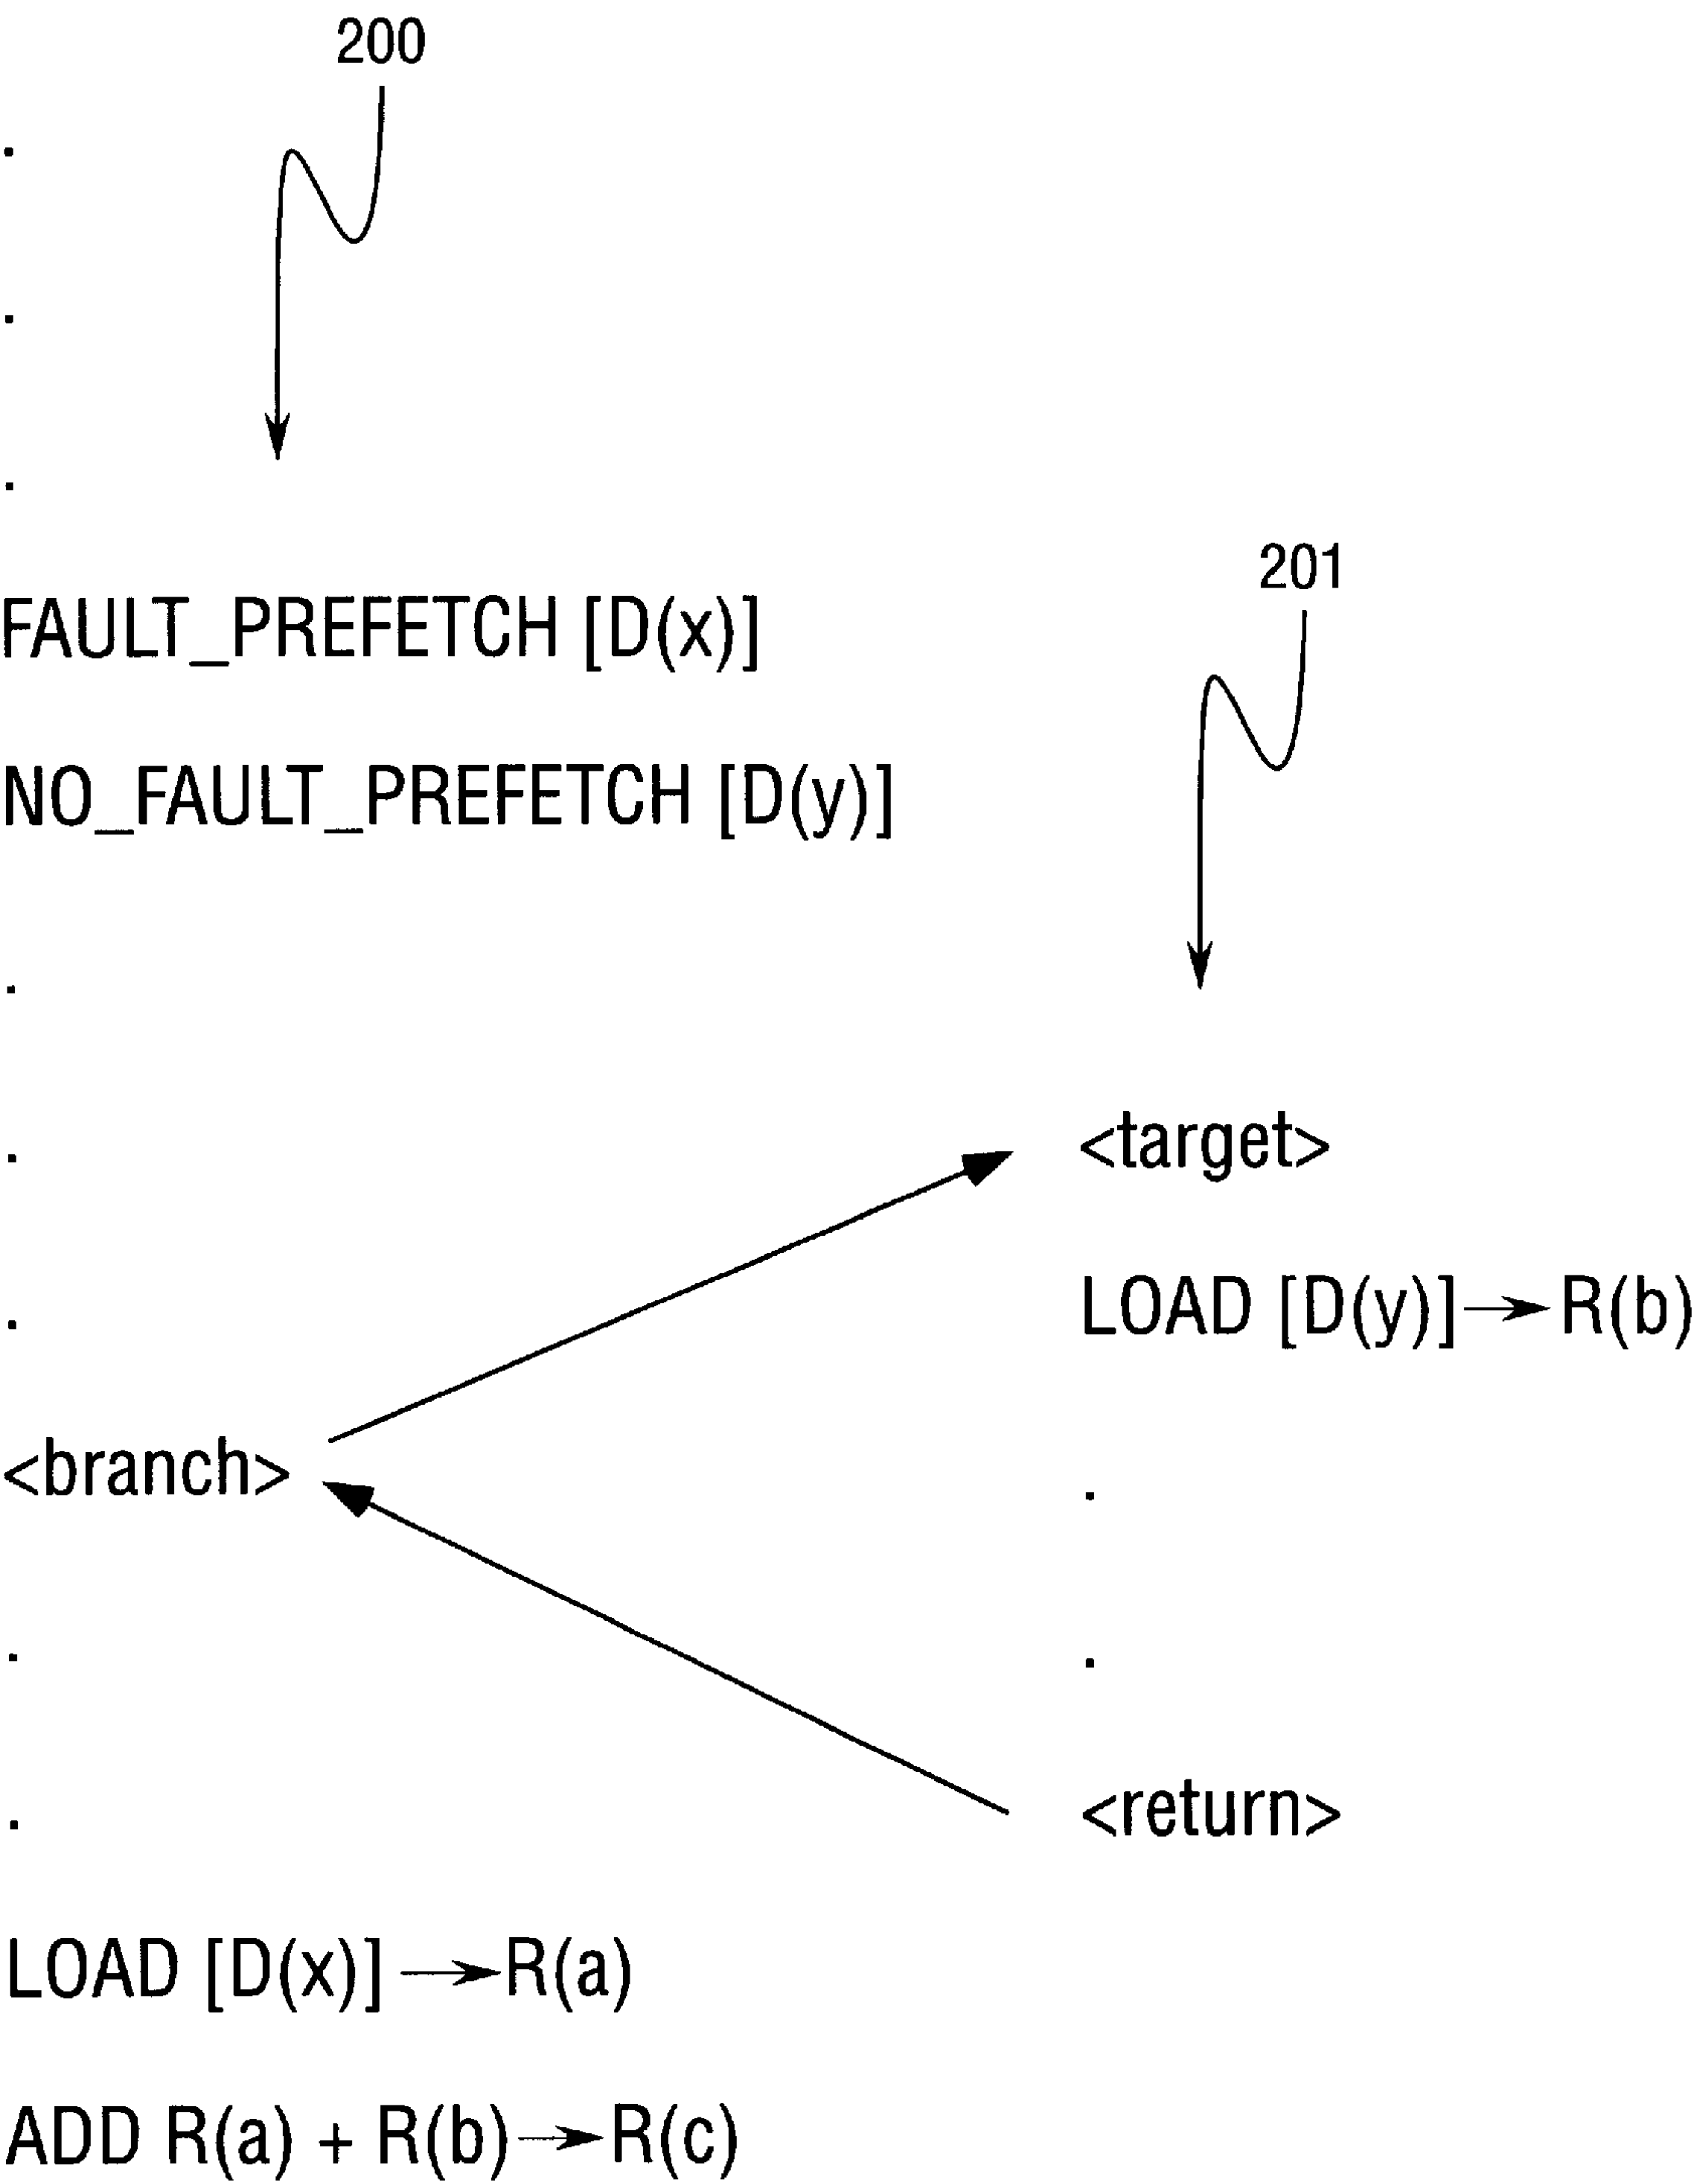 200
.
.
.
FAULT_PREFETCH [D(x)]
NO_FAULT_PREFETCH [D(y)]
.
.
.
<branch>
.
.
LOAD [D(x)] → R(a)
ADD R(a) + R(b) → R(c)
201
<target>
LOAD [D(y)] → R(b)
.
.
<return>